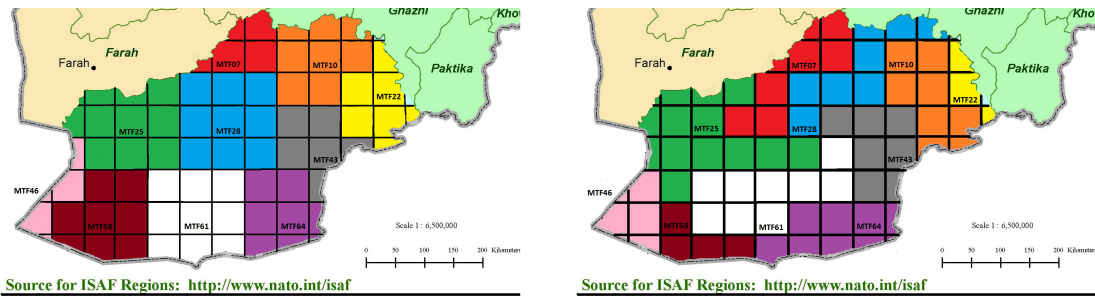 Ghazni
Kho
Farah
Farah
Paktika
MTF07
MTF10
MTF22
MTF25
MTF28
MTF43
MTF46
MTF58
MTF61
MTF64
Scale 1 : 6,500,000
0 50 100 150 200 Kilometers
Source for ISAF Regions: http://www.nato.int/isaf
Ghazni
Kho
Farah
Farah
Paktika
MTF07
MTF10
MTF22
MTF25
MTF28
MTF43
MTF46
MTF58
MTF61
MTF64
Scale 1 : 6,500,000
0 50 100 150 200 Kilometers
Source for ISAF Regions: http://www.nato.int/isaf